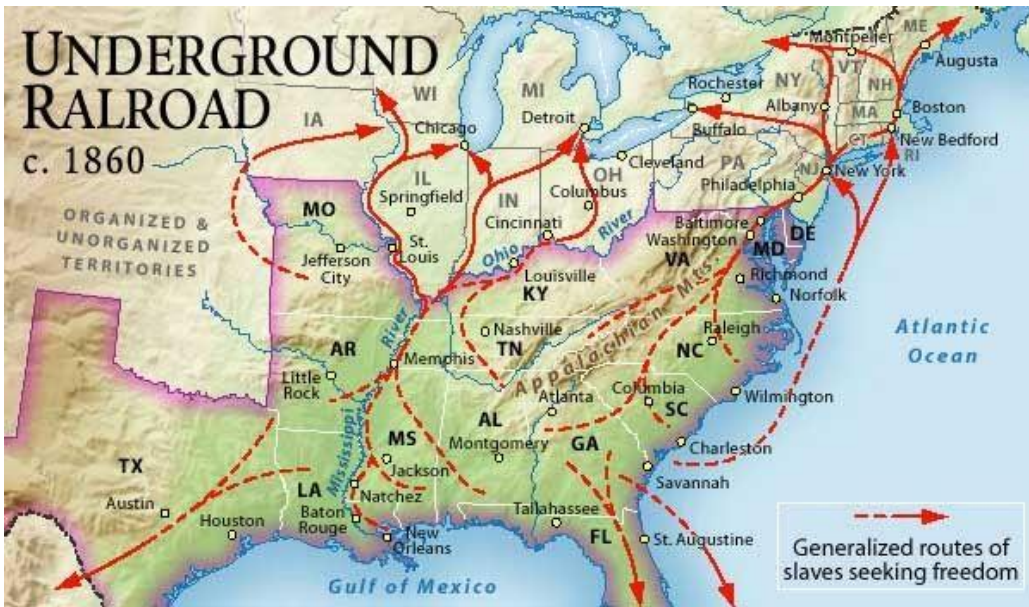 UNDERGROUND
RALROAD
c. 1860
ME
Montpelier
VT
Augusta
WI
MI
Rochester
NY
NH
IA
Albany
MA
Boston
Chicago
Detroit
Buffalo
CT
New Bedford
RI
Cleveland
PA
NJ
New York
IL
OH
Philadelphia
Springfield
IN
Columbus
MO
Cincinnati
River
Baltimore
Washington
DE
MD
ORGANIZED &
UNORGANIZED
TERRITORIES
St.
Louis
Jefferson
City
Ohio
Louisville
VA
Mts.
Richmond
KY
Norfolk
River
Nashville
Raleigh
Atlantic
Ocean
AR
Memphis
TN
Appalachian
NC
Little
Rock
Columbia
Atlanta
SC
Wilmington
AL
Mississippi
MS
Montgomery
GA
Charleston
TX
Jackson
Savannah
LA
Natchez
Austin
Baton
Rouge
Tallahassee
Houston
New
Orleans
FL
St. Augustine
Gulf of Mexico
Generalized routes of
slaves seeking freedom